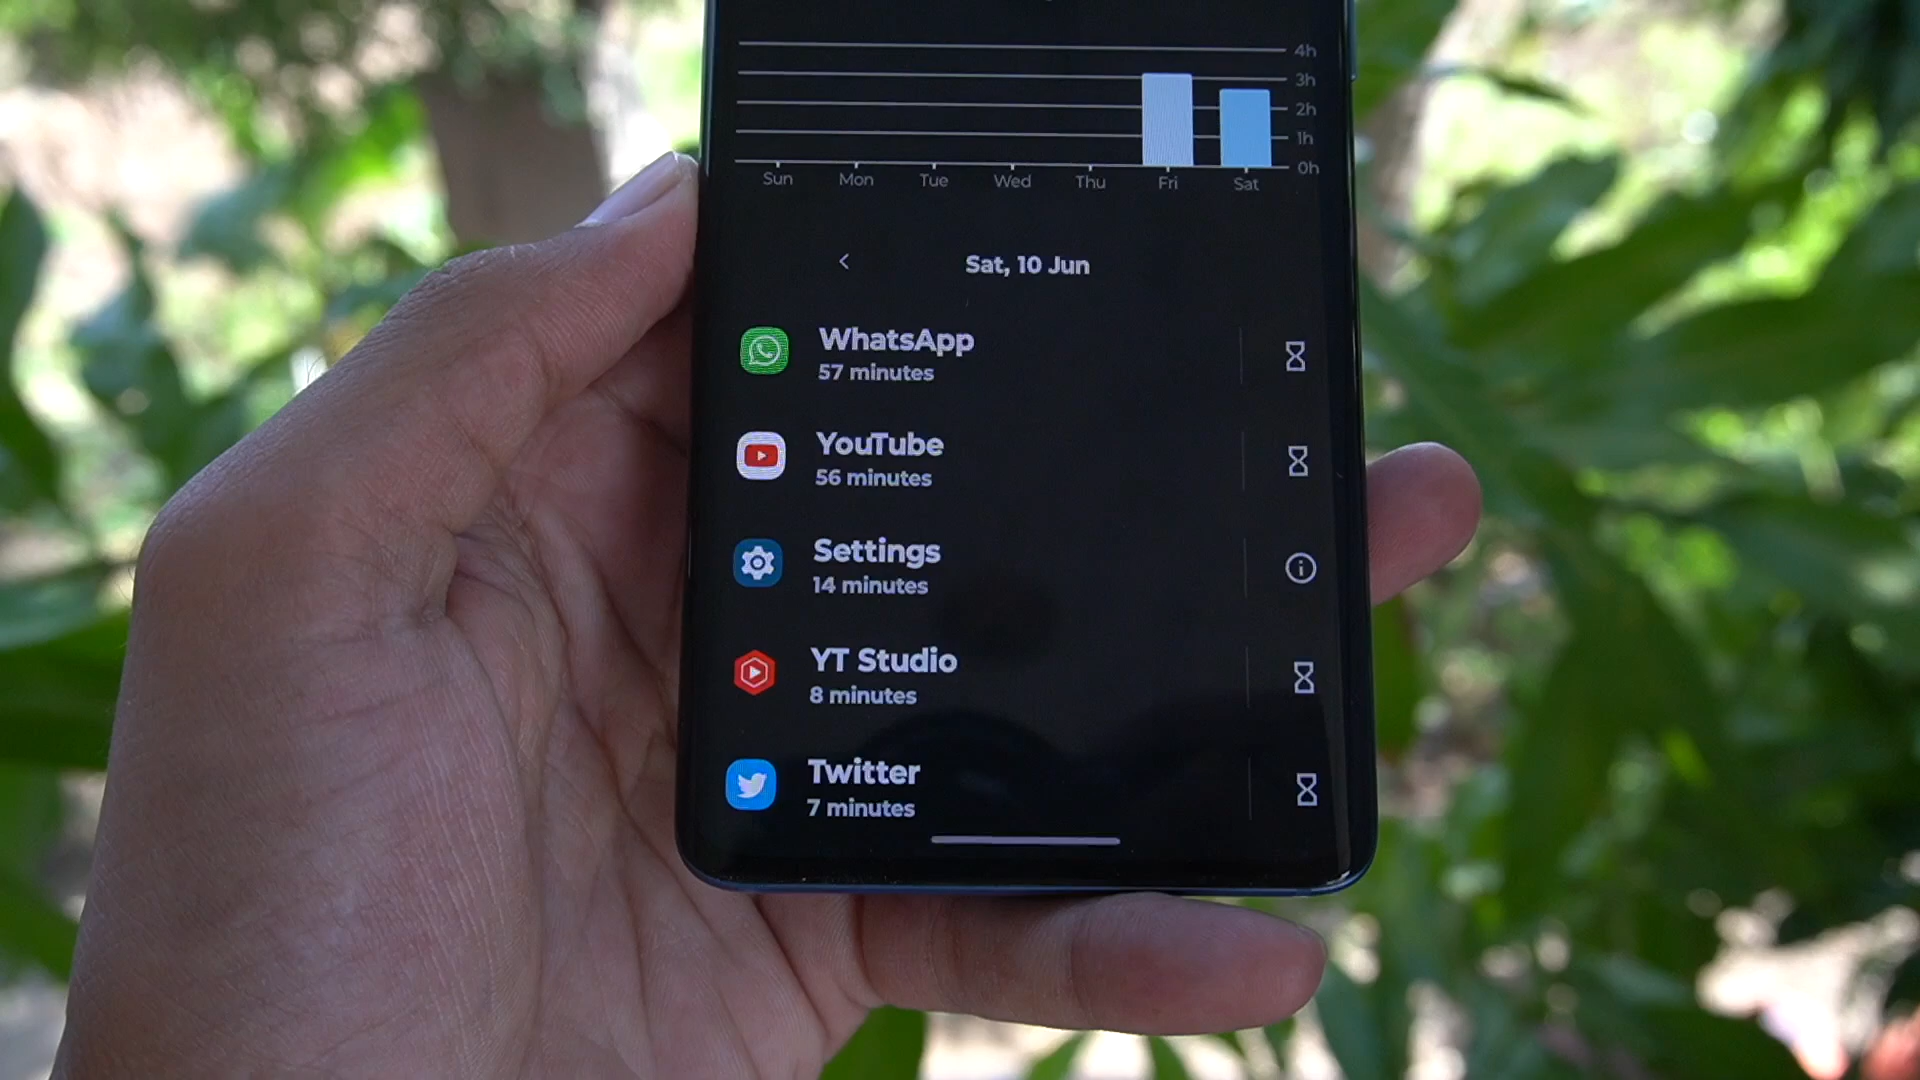 4h
3h
2h
1h
0h
Sun Mon Tue Wed Thu Fri Sat
Sat, 10 Jun
WhatsApp
57 minutes
YouTube
56 minutes
Settings
14 minutes
YT Studio
8 minutes
Twitter
7 minutes